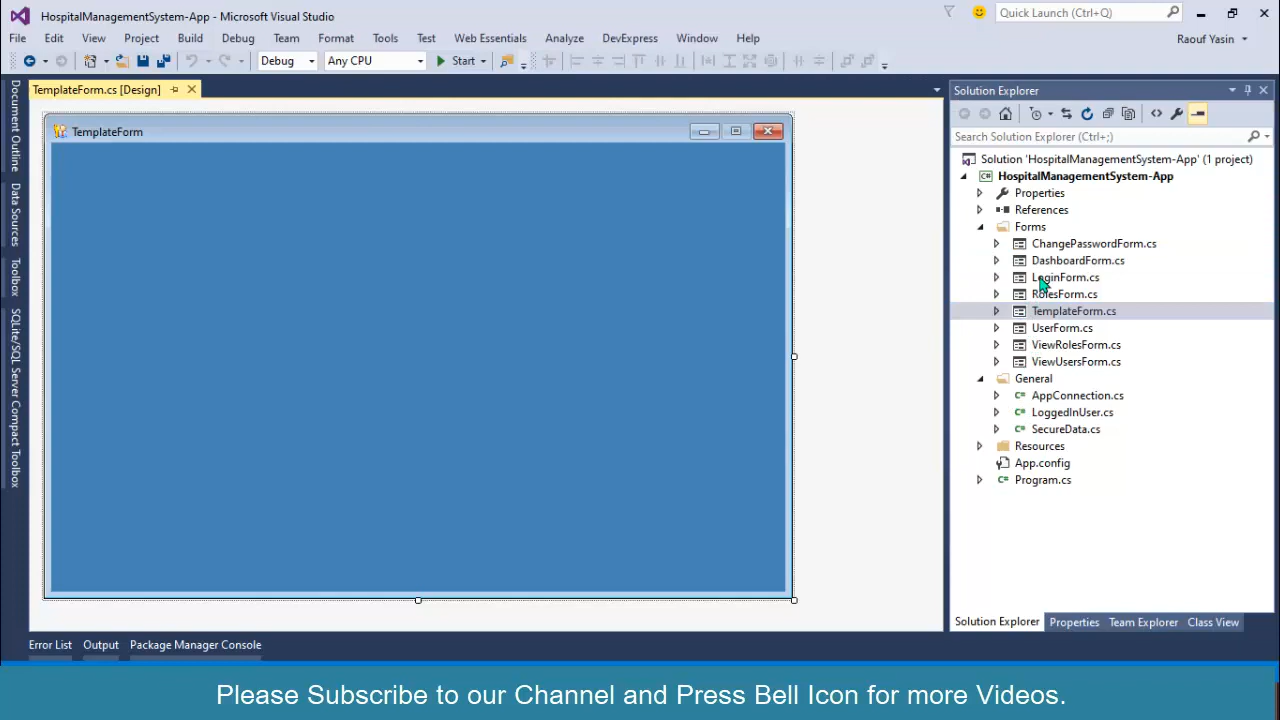 HospitalManagementSystem-App - Microsoft Visual Studio
Quick Launch (Ctrl+Q)
File Edit View Project Build Debug Team Format Tools Test Web Essentials Analyze DevExpress Window Help
Raouf Yasin
Debug Any CPU Start
Document Outline
Data Sources
Toolbox
SQLite/SQL Server Compact Toolbox
TemplateForm.cs [Design]
TemplateForm
Solution Explorer
Search Solution Explorer (Ctrl+;)
Solution 'HospitalManagementSystem-App' (1 project)
HospitalManagementSystem-App
Properties
References
Forms
ChangePasswordForm.cs
DashboardForm.cs
LoginForm.cs
RolesForm.cs
TemplateForm.cs
UserForm.cs
ViewRolesForm.cs
ViewUsersForm.cs
General
AppConnection.cs
LoggedInUser.cs
SecureData.cs
Resources
App.config
Program.cs
Solution Explorer Properties Team Explorer Class View
Error List Output Package Manager Console
Please Subscribe to our Channel and Press Bell Icon for more Videos.